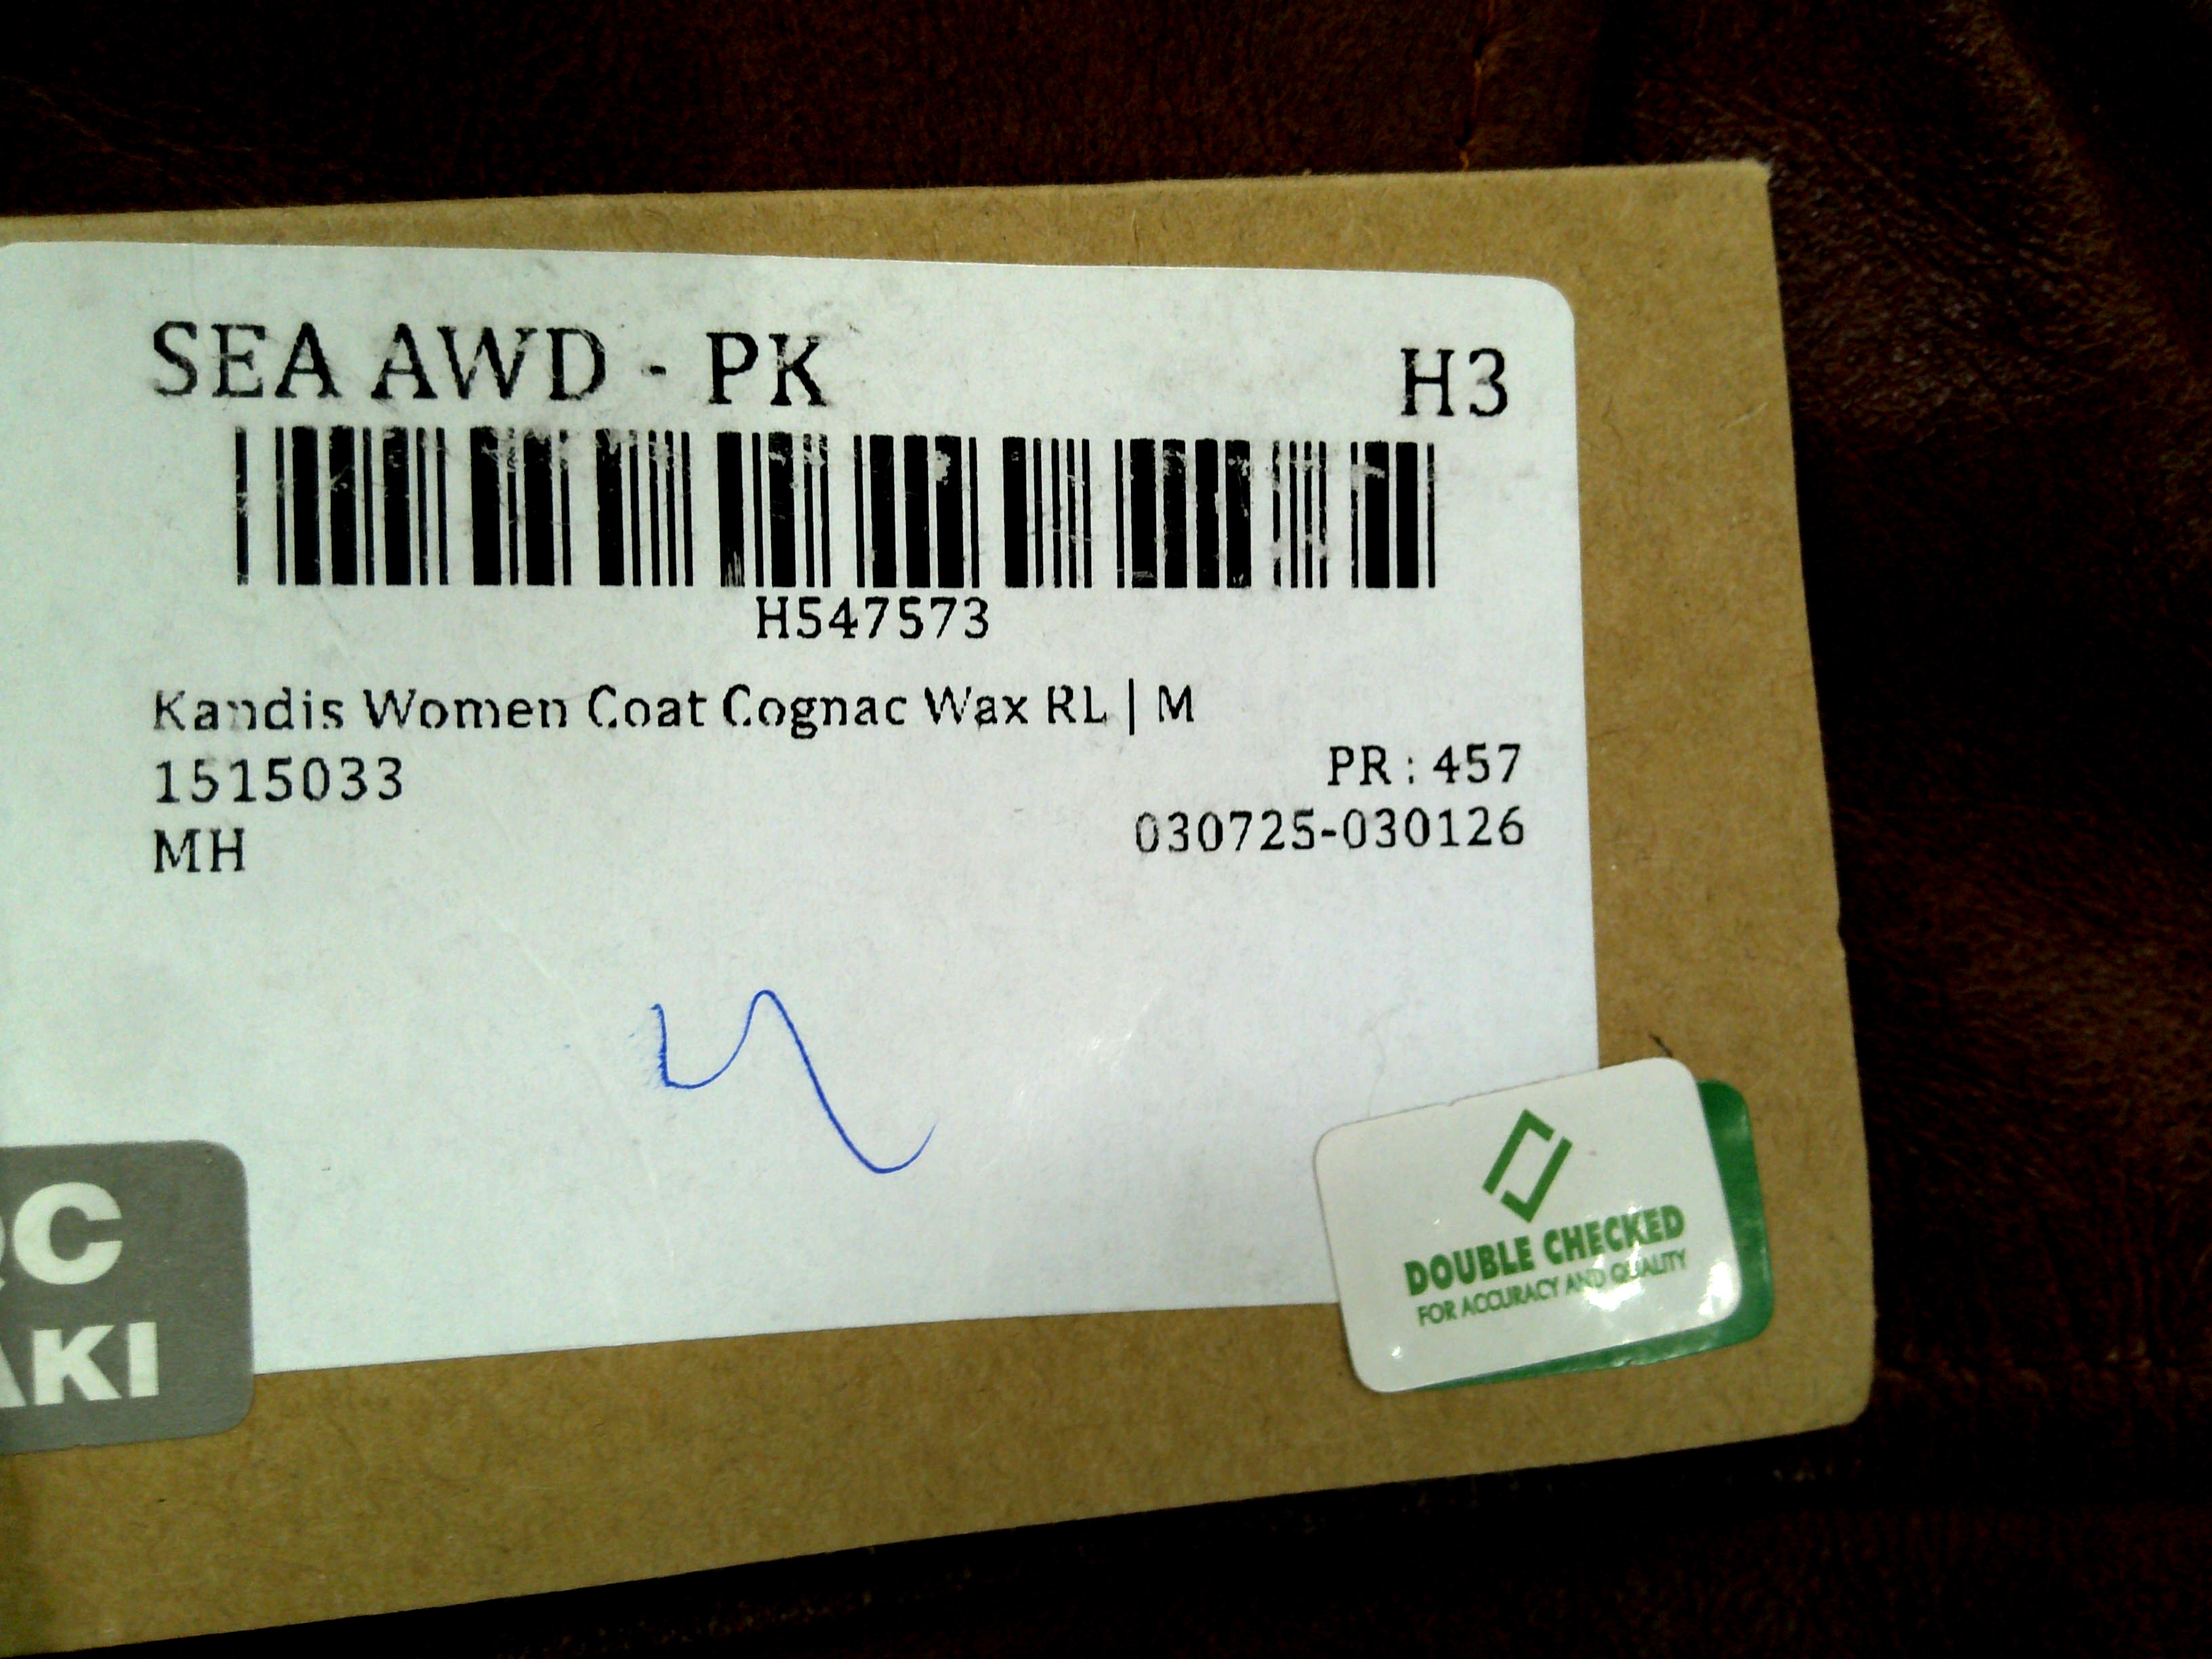 SEA AWD - PK
H3
H547573
Kandis Women Coat Cognac Wax RL | M
1515033
PR : 457
MH
030725-030126
DOUBLE CHECKED
FOR ACCURACY AND QUALITY